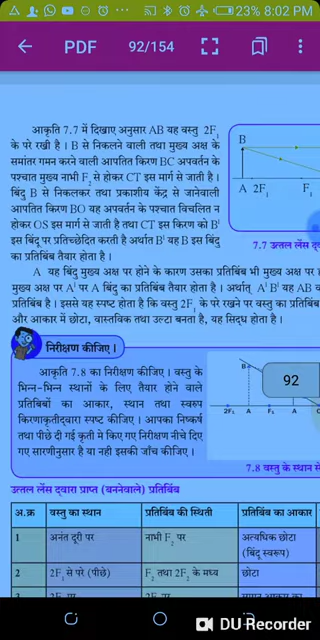 23% 8:02 PM
PDF 92/154
आकृति 7.7 में दिखाए अनुसार AB यह वस्तु 2F₁
के परे रखी है। B से निकलने वाली तथा मुख्य अक्ष के
समांतर गमन करने वाली आपतित किरण BC अपवर्तन के
पश्चात मुख्य नाभी F₂ से होकर CT इस मार्ग से जाती है।
बिंदु B से निकलकर तथा प्रकाशीय केंद्र से जानेवाली
आपतित किरण BO यह अपवर्तन के पश्चात विचलित न
होकर OS इस मार्ग से जाती है तथा CT इस किरण को B¹
इस बिंदू पर प्रतिच्छेदित करती है अर्थात B¹ यह B इस बिंदु
का प्रतिबिंब तैयार होता है।
B
A 2F₁ F₁
7.7 उत्तल लेंस
A यह बिंदु मुख्य अक्ष पर होने के कारण उसका प्रतिबिंब भी मुख्य अक्ष पर
मुख्य अक्ष पर A¹ पर A बिंदु का प्रतिबिंब तैयार होता है। अर्थात् A¹ B¹ यह AB
प्रतिबिंब है। इससे यह स्पष्ट होता है कि वस्तु 2F₁ के परे रखने पर वस्तु का प्रतिबिं
और आकार में छोटा, वास्तविक तथा उल्टा बनता है, यह सिद्ध होता है।
निरीक्षण कीजिए।
आकृति 7.8 का निरीक्षण कीजिए। वस्तु के
भिन्न-भिन्न स्थानों के लिए तैयार होने वाले
प्रतिबिंबों का आकार, स्थान तथा स्वरुप
किरणाकृतीद्वारा स्पष्ट कीजिए। आपका निष्कर्ष
तथा पीछे दी गई कृती मे किए गए निरीक्षण नीचे दिए
गए सारणीनुसार है या नही इसकी जाँच कीजिए।
B
92
2F₁ A F₁ A
7.8 वस्तु के स्थान
उत्तल लेंस द्वारा प्राप्त (बननेवाले) प्रतिबिंब
अ.क्र वस्तु का स्थान प्रतिबिंब की स्थिती प्रतिबिंब का आकार
1 अनंत दूरी पर नाभी F₂ पर अत्यधिक छोटा
(बिंदू स्वरूप)
2 2F₁ से परे (पीछे) F₂ तथा 2F₂ के मध्य छोटा
DU Recorder